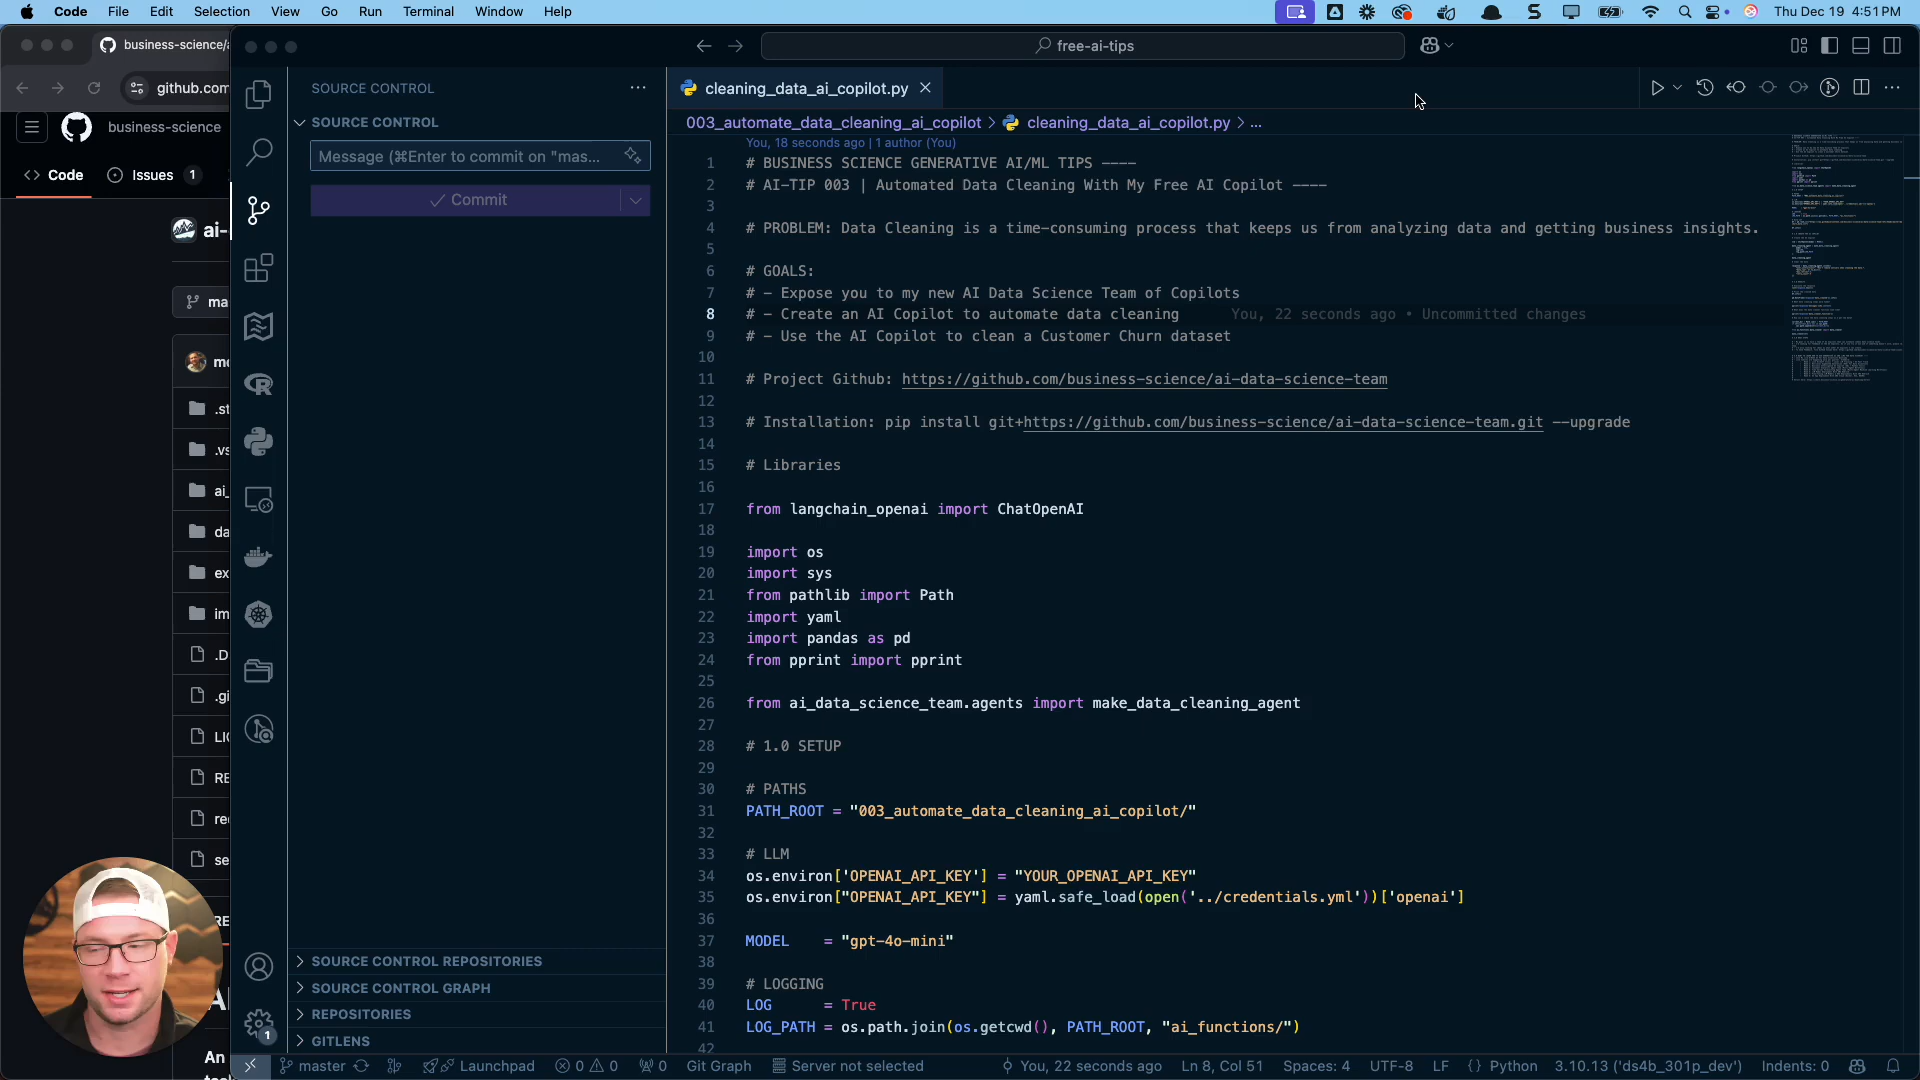 Code File Edit Selection View Go Run Terminal Window Help Thu Dec 19 4:51 PM
business-science/a
free-ai-tips
github.com
SOURCE CONTROL
cleaning_data_ai_copilot.py
business-science
SOURCE CONTROL
003_automate_data_cleaning_ai_copilot > cleaning_data_ai_copilot.py > ...
You, 18 seconds ago | 1 author (You)
Message (⌘Enter to commit on "mas...
Code Issues 1
Commit
ai-
ma
1 # BUSINESS SCIENCE GENERATIVE AI/ML TIPS ----
2 # AI-TIP 003 | Automated Data Cleaning With My Free AI Copilot ----
3
4 # PROBLEM: Data Cleaning is a time-consuming process that keeps us from analyzing data and getting business insights.
5
6 # GOALS:
7 # - Expose you to my new AI Data Science Team of Copilots
8 # - Create an AI Copilot to automate data cleaning You, 22 seconds ago • Uncommitted changes
9 # - Use the AI Copilot to clean a Customer Churn dataset
10
11 # Project Github: https://github.com/business-science/ai-data-science-team
12
13 # Installation: pip install git+https://github.com/business-science/ai-data-science-team.git --upgrade
14
15 # Libraries
16
17 from langchain_openai import ChatOpenAI
18
19 import os
20 import sys
21 from pathlib import Path
22 import yaml
23 import pandas as pd
24 from pprint import pprint
25
26 from ai_data_science_team.agents import make_data_cleaning_agent
27
28 # 1.0 SETUP
29
30 # PATHS
31 PATH_ROOT = "003_automate_data_cleaning_ai_copilot/"
32
33 # LLM
34 os.environ['OPENAI_API_KEY'] = "YOUR_OPENAI_API_KEY"
35 os.environ["OPENAI_API_KEY"] = yaml.safe_load(open('../credentials.yml'))['openai']
36
37 MODEL = "gpt-4o-mini"
38
39 # LOGGING
40 LOG = True
41 LOG_PATH = os.path.join(os.getcwd(), PATH_ROOT, "ai_functions/")
42
mo
.st
.vs
ai_
da
ex
im
.D
.gi
LIC
RE
re
se
RE
An
SOURCE CONTROL REPOSITORIES
SOURCE CONTROL GRAPH
REPOSITORIES
GITLENS
1
master Launchpad 0 0 0 Git Graph Server not selected You, 22 seconds ago Ln 8, Col 51 Spaces: 4 UTF-8 LF {} Python 3.10.13 ('ds4b_301p_dev') Indents: 0